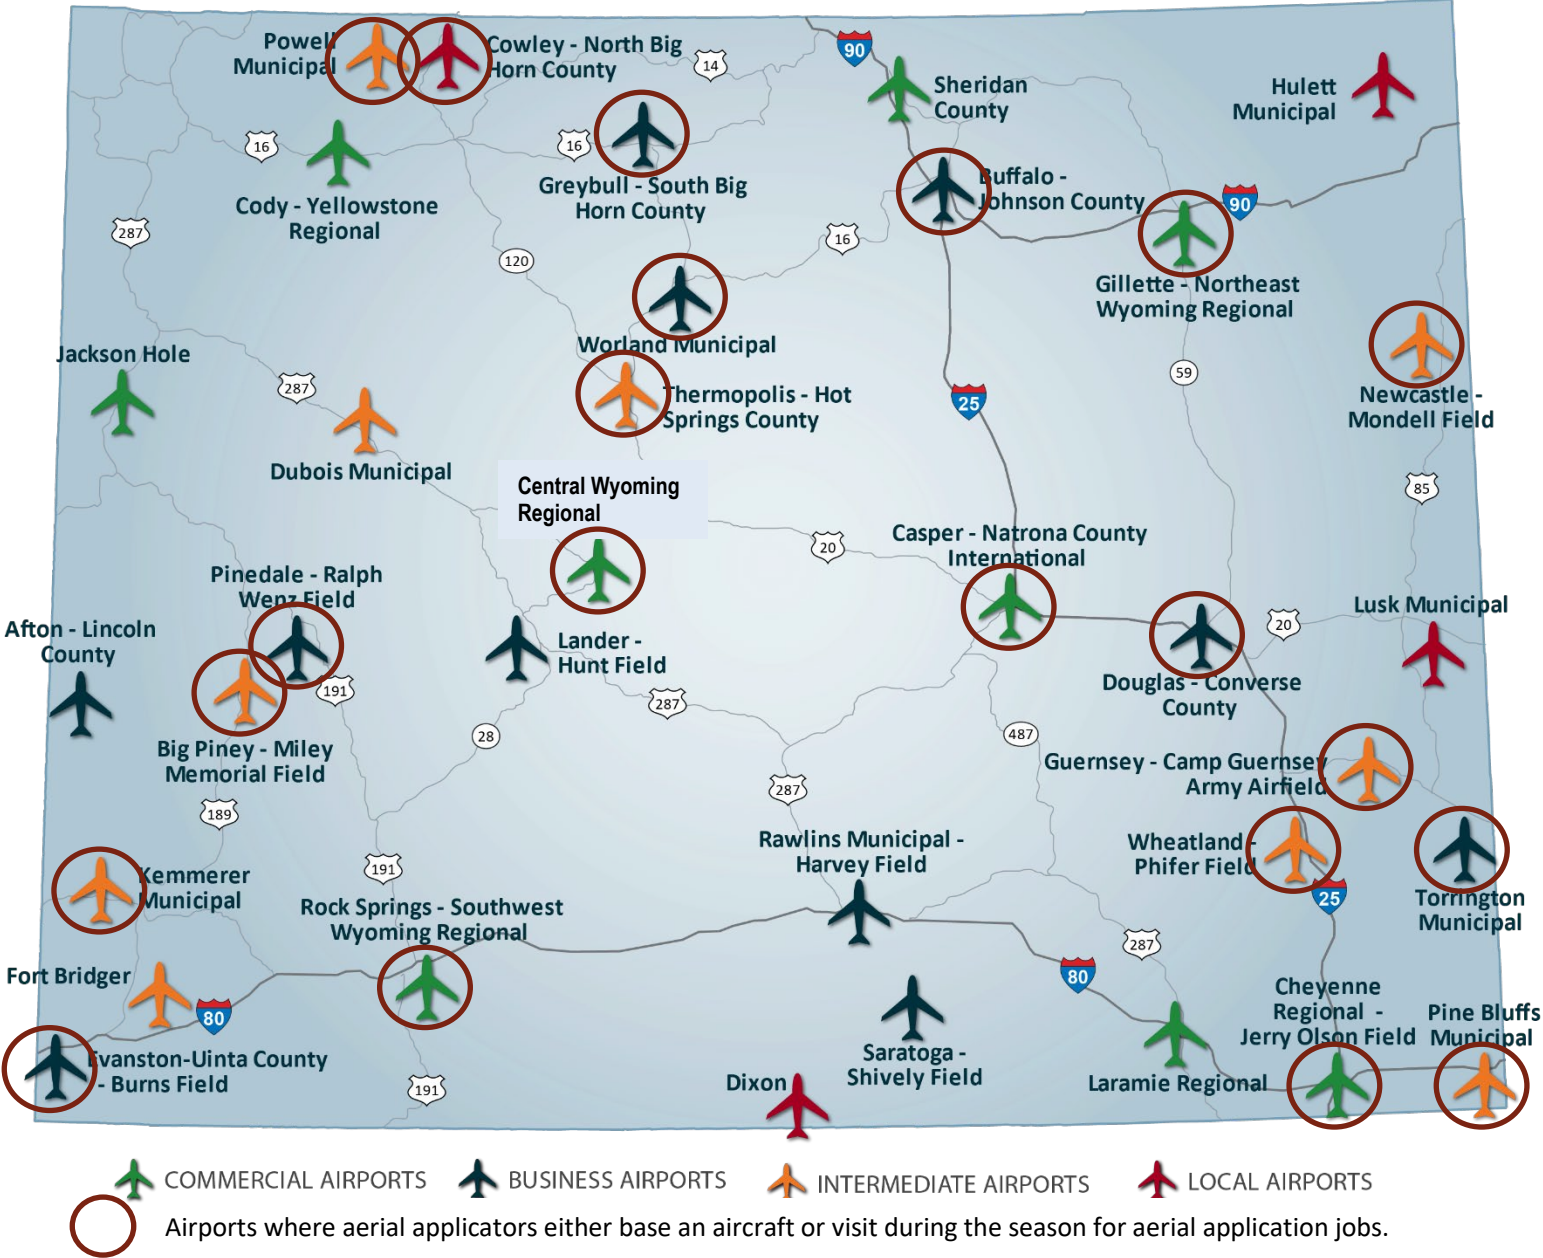 Powell
Municipal
Cowley - North Big
Horn County
14
90
Sheridan
County
Hulett
Municipal
16
Cody - Yellowstone
Regional
16
Greybull - South Big
Horn County
Buffalo -
Johnson County
90
287
120
16
Gillette - Northeast
Wyoming Regional
Worland Municipal
Jackson Hole
287
Thermopolis - Hot
Springs County
25
59
Newcastle -
Mondell Field
Dubois Municipal
Central Wyoming
Regional
85
20
Casper - Natrona County
International
Pinedale - Ralph
Wenz Field
Afton - Lincoln
County
Lander -
Hunt Field
20
Lusk Municipal
191
287
Douglas - Converse
County
Big Piney - Miley
Memorial Field
28
487
Guernsey - Camp Guernsey
Army Airfield
189
287
Rawlins Municipal -
Harvey Field
Wheatland -
Phifer Field
191
Kemmerer
Municipal
Rock Springs - Southwest
Wyoming Regional
25
Torrington
Municipal
287
Fort Bridger
80
80
Cheyenne
Regional -
Jerry Olson Field
Pine Bluffs
Municipal
Evanston-Uinta County
- Burns Field
191
Saratoga -
Shively Field
Dixon
Laramie Regional
COMMERCIAL AIRPORTS
BUSINESS AIRPORTS
INTERMEDIATE AIRPORTS
LOCAL AIRPORTS
Airports where aerial applicators either base an aircraft or visit during the season for aerial application jobs.